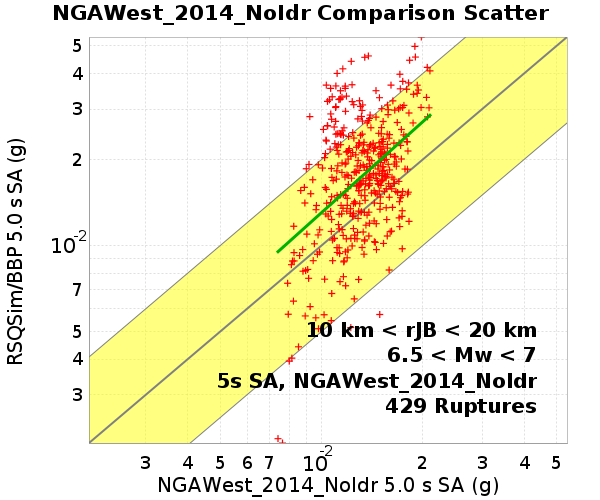 NGAWest_2014_NoIdr Comparison Scatter
RSQSim/BBP 5.0 s SA (g)
5
4
3
2
10^-2
7
5
4
3
10 km < rJB < 20 km
6.5 < Mw < 7
5s SA, NGAWest_2014_NoIdr
429 Ruptures
3 4 5 6 7 10^-2 2 3 4 5
NGAWest_2014_NoIdr 5.0 s SA (g)